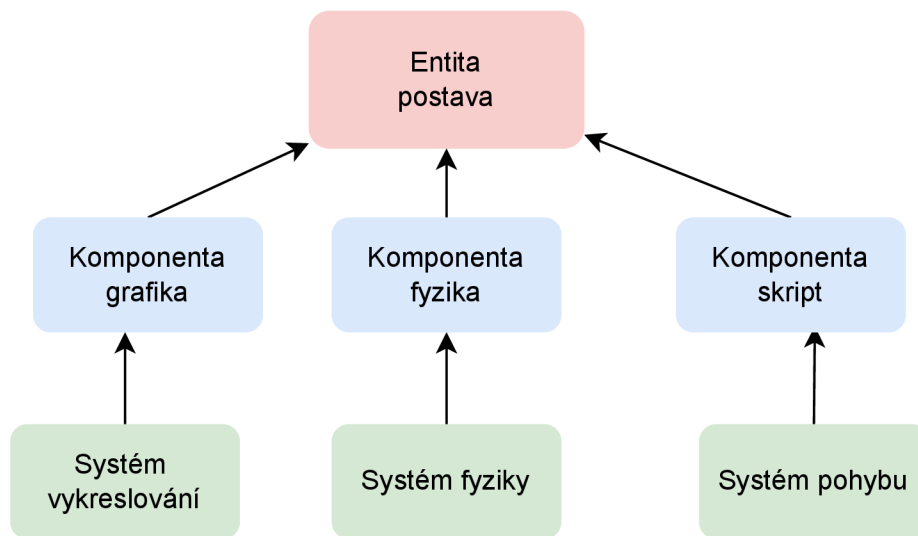 Entita
postava
Komponenta
grafika
Komponenta
fyzika
Komponenta
skript
Systém
vykreslování
Systém fyziky
Systém pohybu